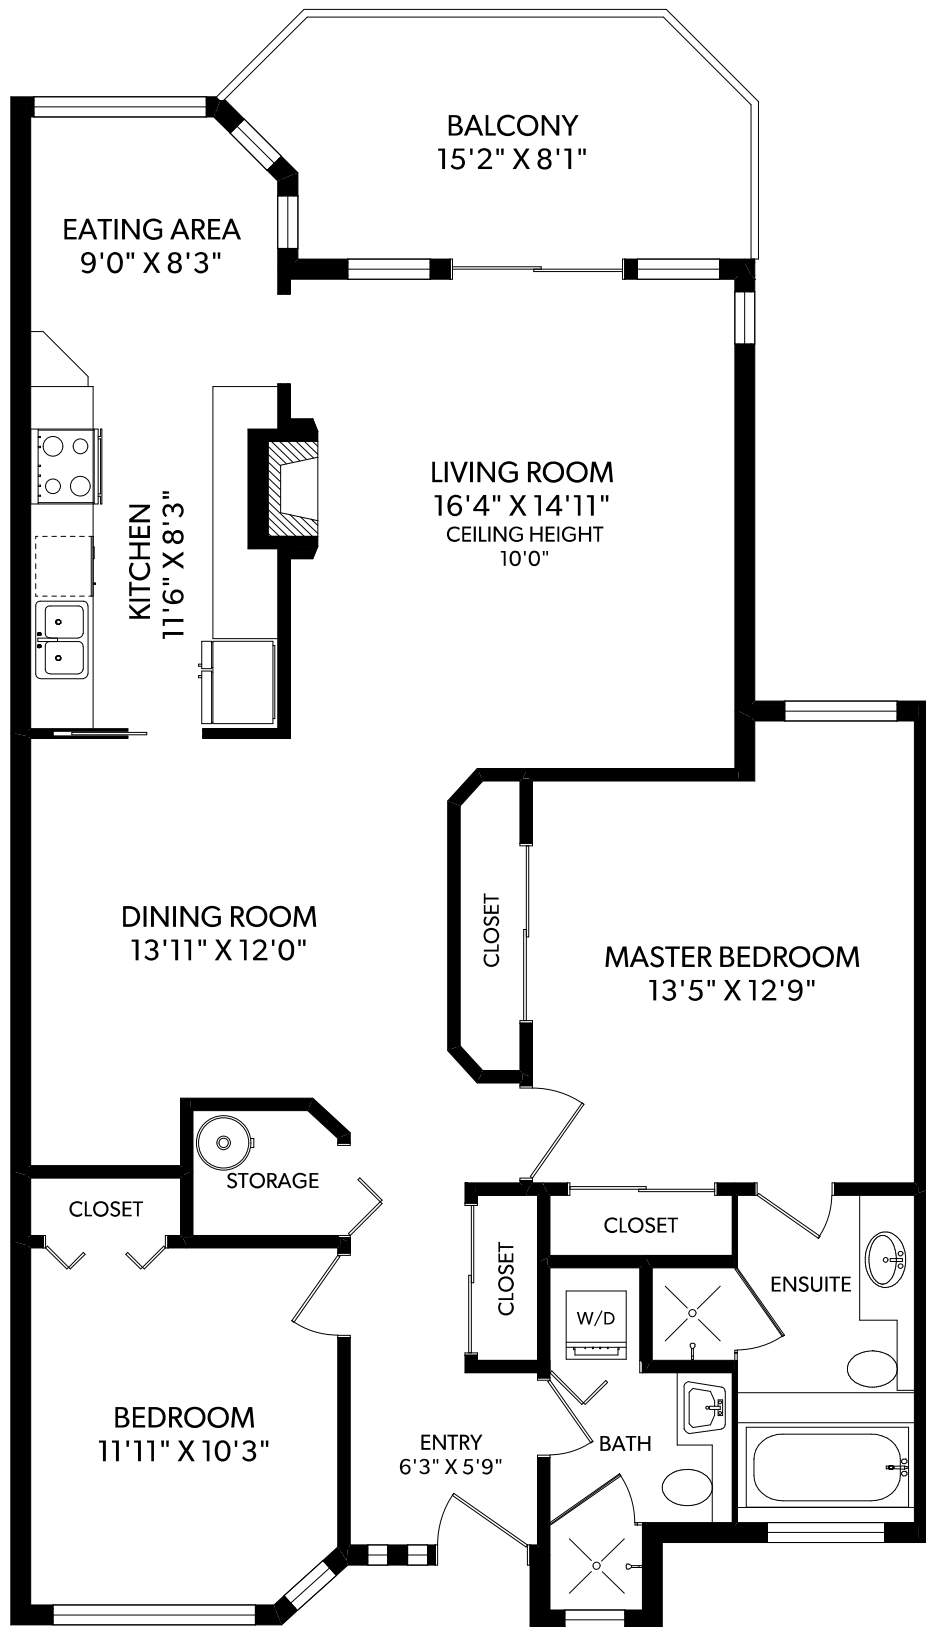 BALCONY
15'2" X 8'1"
EATING AREA
9'0" X 8'3"
LIVING ROOM
16'4" X 14'11"
CEILING HEIGHT
10'0"
KITCHEN
11'6" X 8'3"
DINING ROOM
13'11" X 12'0"
CLOSET
MASTER BEDROOM
13'5" X 12'9"
STORAGE
CLOSET
CLOSET
CLOSET
ENSUITE
W/D
BEDROOM
11'11" X 10'3"
ENTRY
6'3" X 5'9"
BATH